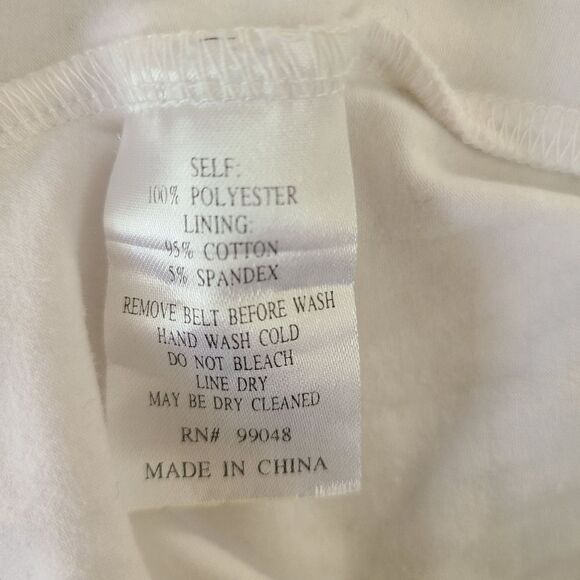 SELF:
100% POLYESTER
LINING:
95% COTTON
5% SPANDEX
REMOVE BELT BEFORE WASH
HAND WASH COLD
DO NOT BLEACH
LINE DRY
MAY BE DRY CLEANED
RN# 99048
MADE IN CHINA